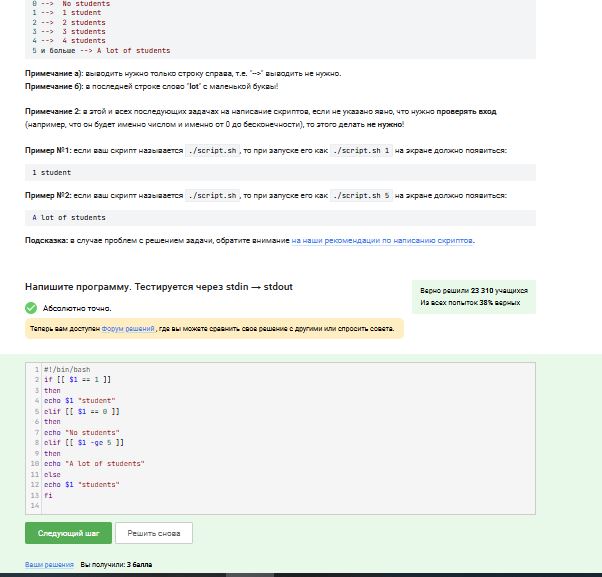 0 --> No students
1 --> 1 student
2 --> 2 students
3 --> 3 students
4 --> 4 students
5 и больше --> A lot of students
Примечание а): выводить нужно только строку справа, т.е. "-->" выводить не нужно.
Примечание б): в последней строке слово "lot" с маленькой буквы!
Примечание 2: в этой и всех последующих задачах на написание скриптов, если не указано явно, что нужно проверять вход
(например, что он будет именно числом и именно от 0 до бесконечности), то этого делать не нужно!
Пример №1: если ваш скрипт называется ./script.sh , то при запуске его как ./script.sh 1 на экране должно появиться:
1 student
Пример №2: если ваш скрипт называется ./script.sh , то при запуске его как ./script.sh 5 на экране должно появиться:
A lot of students
Подсказка: в случае проблем с решением задачи, обратите внимание на наши рекомендации по написанию скриптов.
Напишите программу. Тестируется через stdin → stdout
Верно решили 23 310 учащихся
Из всех попыток 38% верных
Абсолютно точно.
Теперь вам доступен Форум решений, где вы можете сравнить свое решение с другими или спросить совета.
1 #!/bin/bash
2 if [[ $1 == 1 ]]
3 then
4 echo $1 "student"
5 elif [[ $1 == 0 ]]
6 then
7 echo "No students"
8 elif [[ $1 -ge 5 ]]
9 then
10 echo "A lot of students"
11 else
12 echo $1 "students"
13 fi
14
Следующий шаг
Решить снова
Ваши решения Вы получили: 3 балла